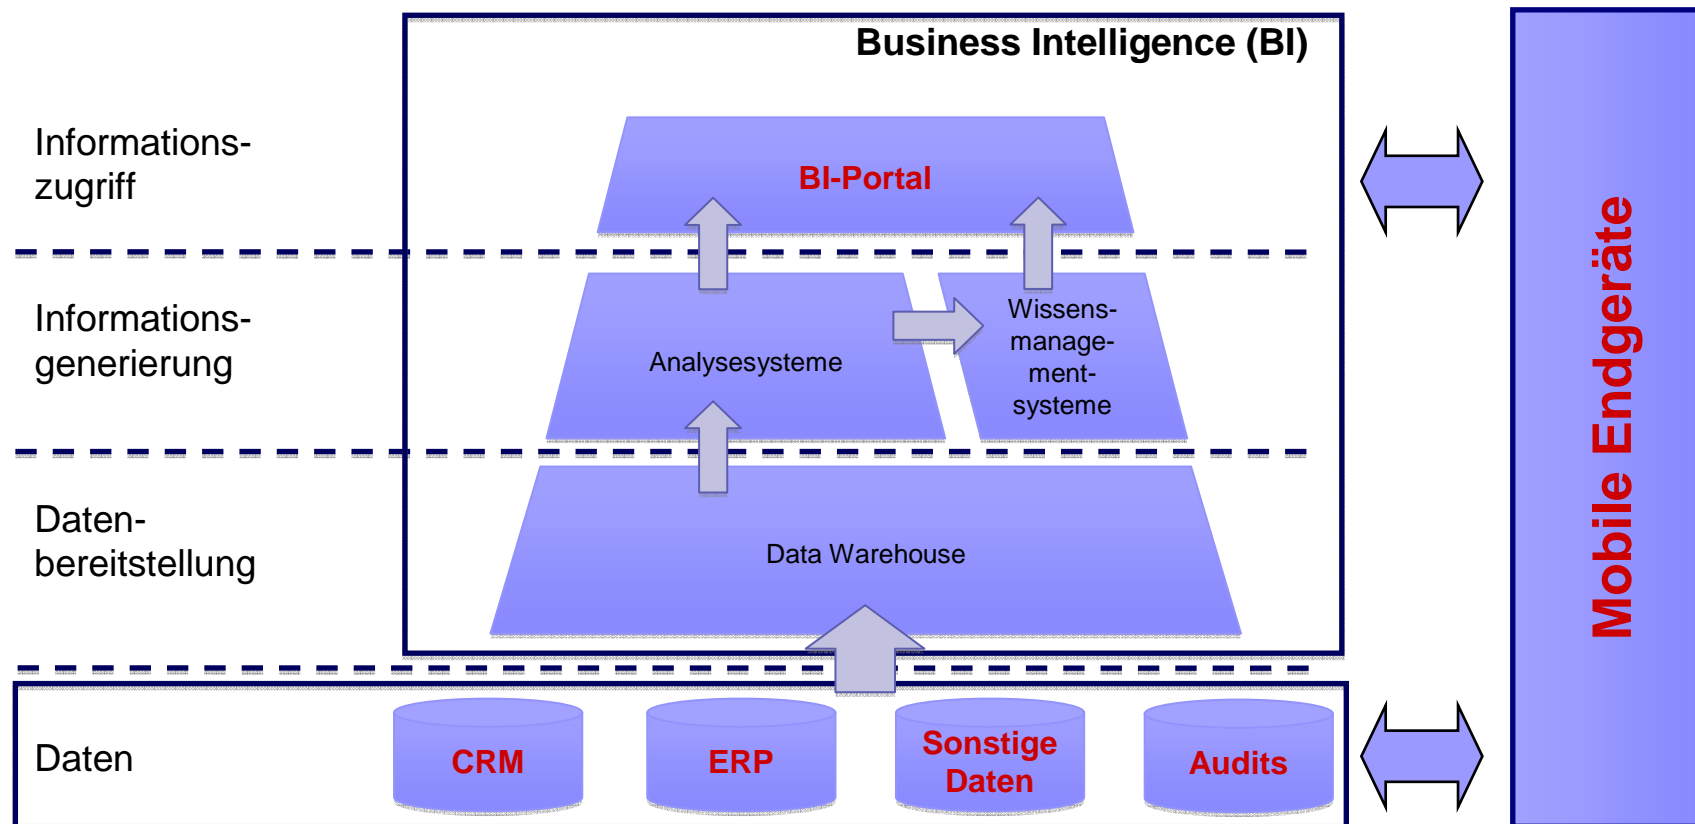 Business Intelligence (BI)
Informations-
zugriff
BI-Portal
Informations-
generierung
Analysesysteme
Wissens-
manage-
ment-
systeme
Daten-
bereitstellung
Data Warehouse
Daten
CRM
ERP
Sonstige
Daten
Audits
Mobile Endgeräte